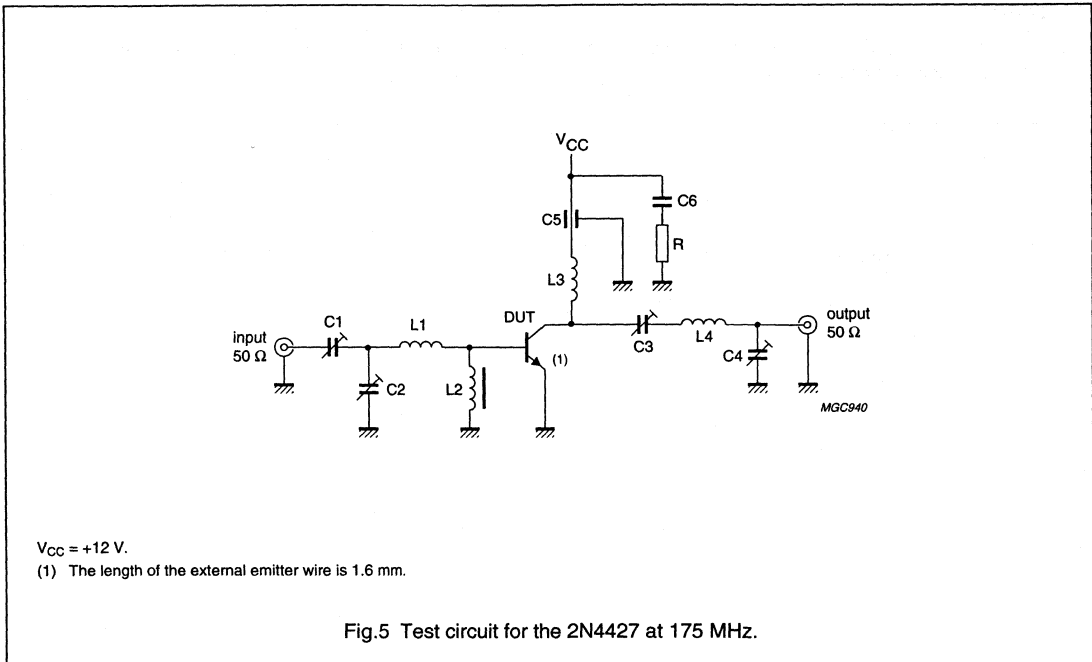 VCC
C5
C6
R
L3
DUT
C1
L1
input
50 Ω
C2
L2
(1)
C3
L4
C4
output
50 Ω
MGC940
VCC = +12 V.
(1) The length of the external emitter wire is 1.6 mm.
Fig.5 Test circuit for the 2N4427 at 175 MHz.